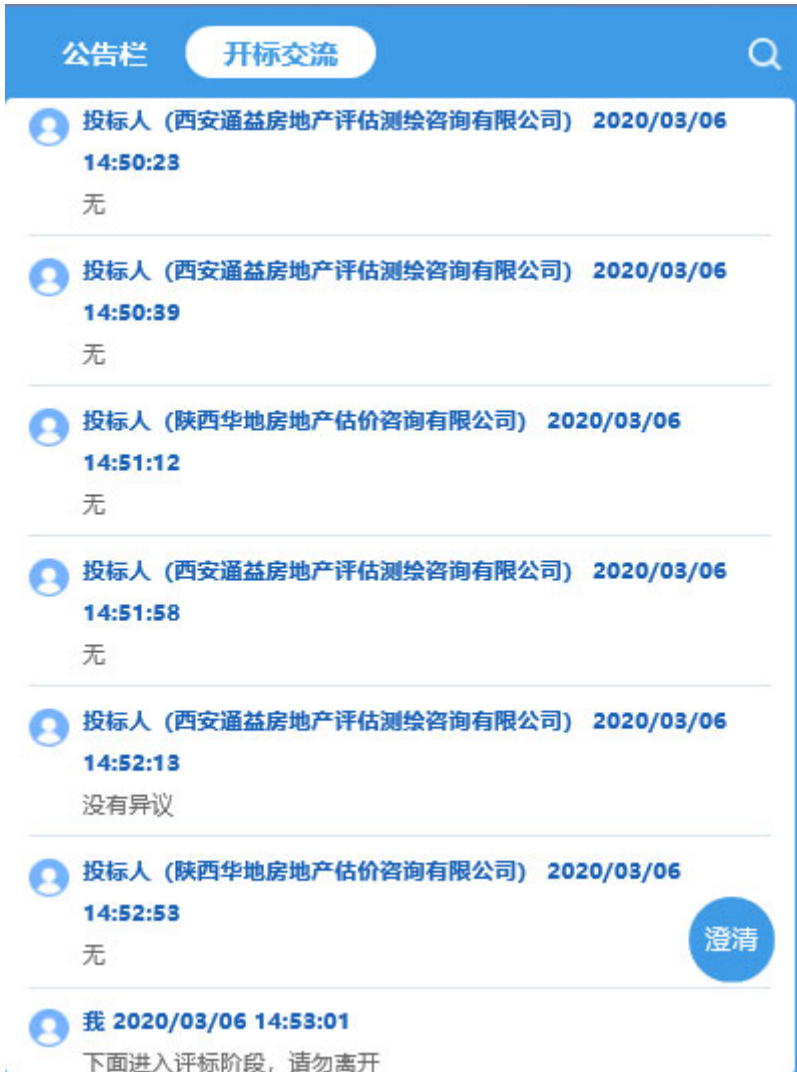 公告栏 开标交流
投标人（西安通益房地产评估测绘咨询有限公司） 2020/03/06
14:50:23
无
投标人（西安通益房地产评估测绘咨询有限公司） 2020/03/06
14:50:39
无
投标人（陕西华地房地产估价咨询有限公司） 2020/03/06
14:51:12
无
投标人（西安通益房地产评估测绘咨询有限公司） 2020/03/06
14:51:58
无
投标人（西安通益房地产评估测绘咨询有限公司） 2020/03/06
14:52:13
没有异议
投标人（陕西华地房地产估价咨询有限公司） 2020/03/06
14:52:53
无
澄清
我 2020/03/06 14:53:01
下面进入评标阶段，请勿离开